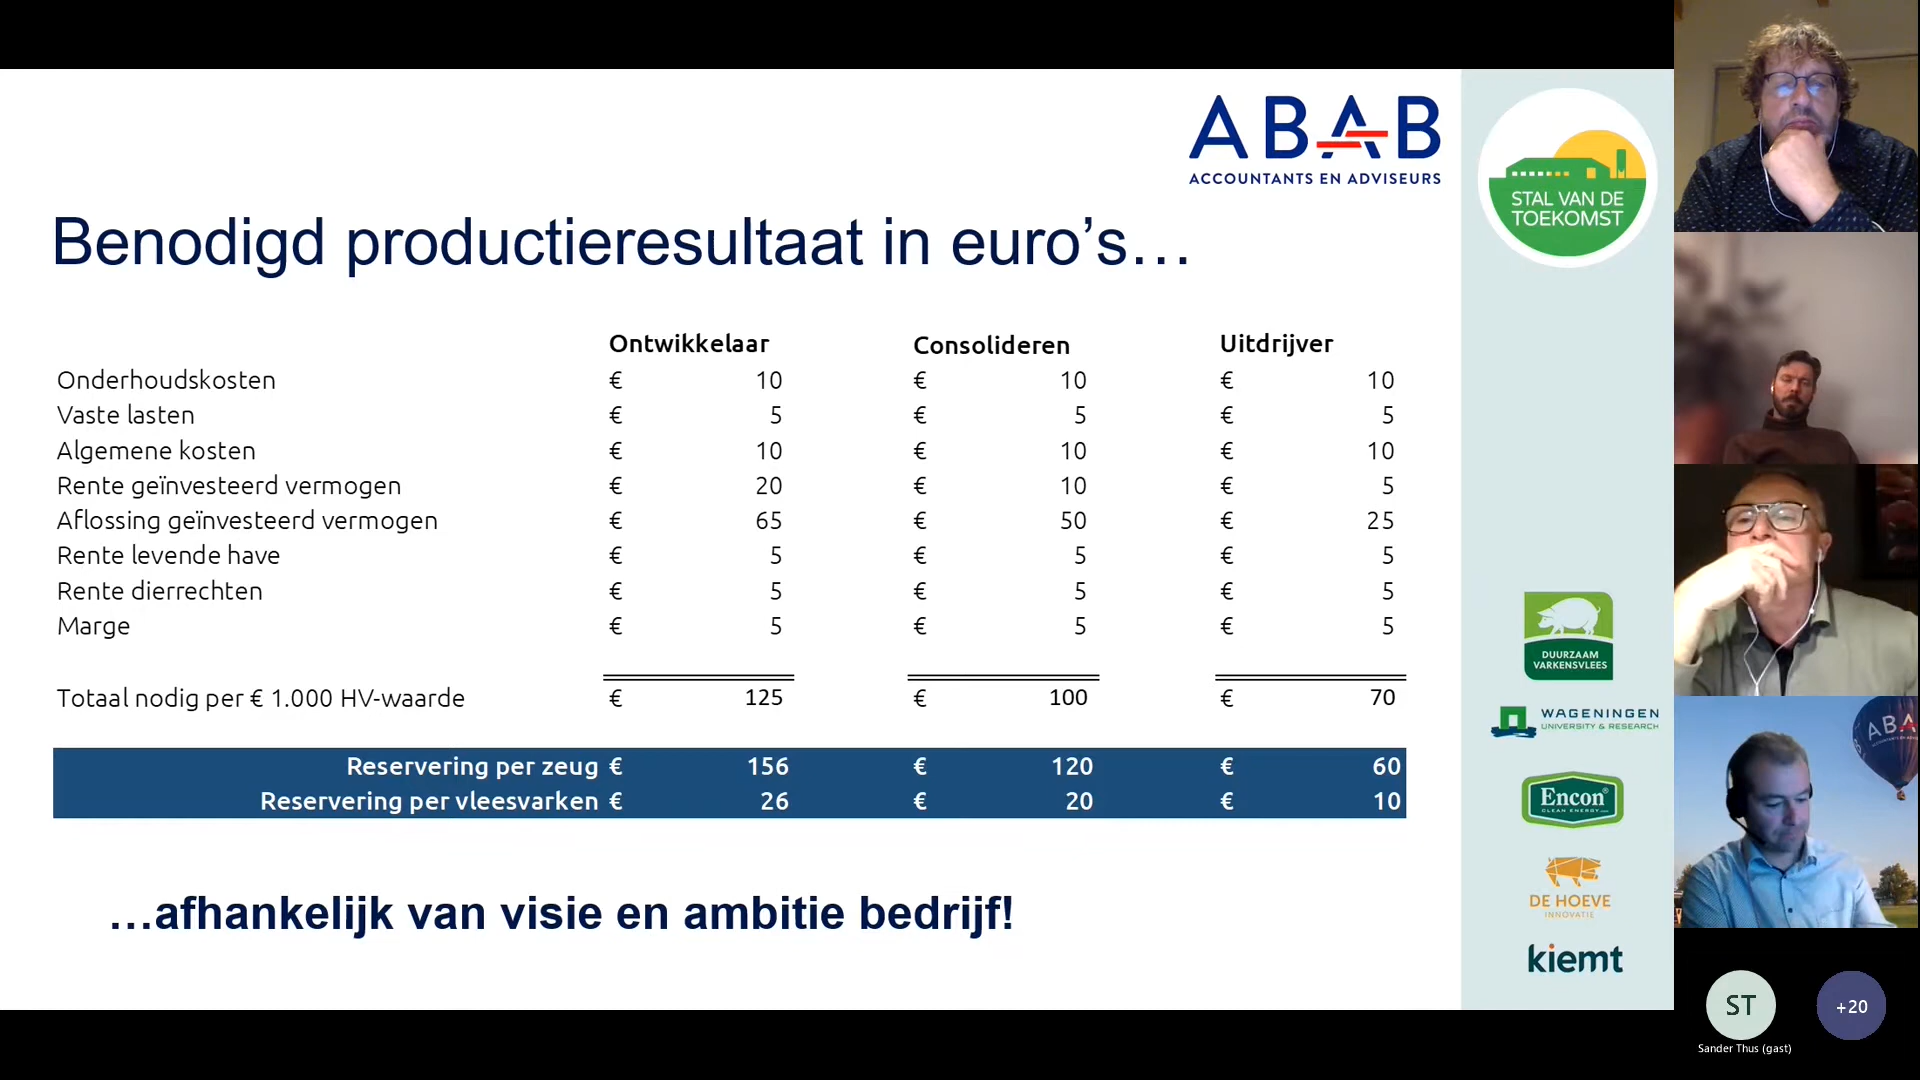 ABAB
ACCOUNTANTS EN ADVISEURS
STAL VAN DE
TOEKOMST
Benodigd productieresultaat in euro’s…
Ontwikkelaar Consolideren Uitdrijver
Onderhoudskosten € 10 € 10 € 10
Vaste lasten € 5 € 5 € 5
Algemene kosten € 10 € 10 € 10
Rente geïnvesteerd vermogen € 20 € 10 € 5
Aflossing geïnvesteerd vermogen € 65 € 50 € 25
Rente levende have € 5 € 5 € 5
Rente dierrechten € 5 € 5 € 5
Marge € 5 € 5 € 5
Totaal nodig per € 1.000 HV-waarde € 125 € 100 € 70
Reservering per zeug € 156 € 120 € 60
Reservering per vleesvarken € 26 € 20 € 10
…afhankelijk van visie en ambitie bedrijf!
DUURZAAM
VARKENSVLEES
WAGENINGEN
UNIVERSITY & RESEARCH
Encon®
CLEAN ENERGY
DE HOEVE
INNOVATIE
kiemt
ABA
ST
+20
Sander Thus (gast)